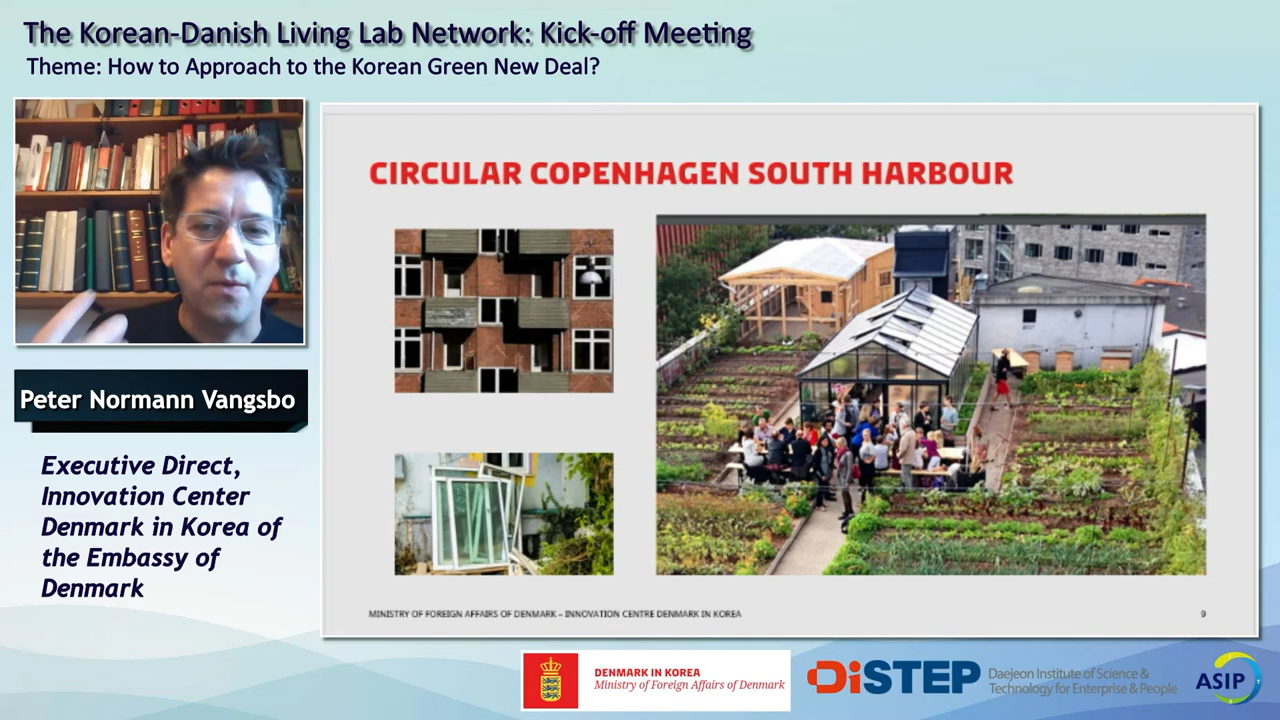 The Korean-Danish Living Lab Network: Kick-off Meeting
Theme: How to Approach to the Korean Green New Deal?
CIRCULAR COPENHAGEN SOUTH HARBOUR
Peter Normann Vangsbo
Executive Direct,
Innovation Center
Denmark in Korea of
the Embassy of
Denmark
MINISTRY OF FOREIGN AFFAIRS OF DENMARK – INNOVATION CENTRE DENMARK IN KOREA
9
DENMARK IN KOREA
Ministry of Foreign Affairs of Denmark
DiSTEP
Daejeon Institute of Science &
Technology for Enterprise & People
ASIP